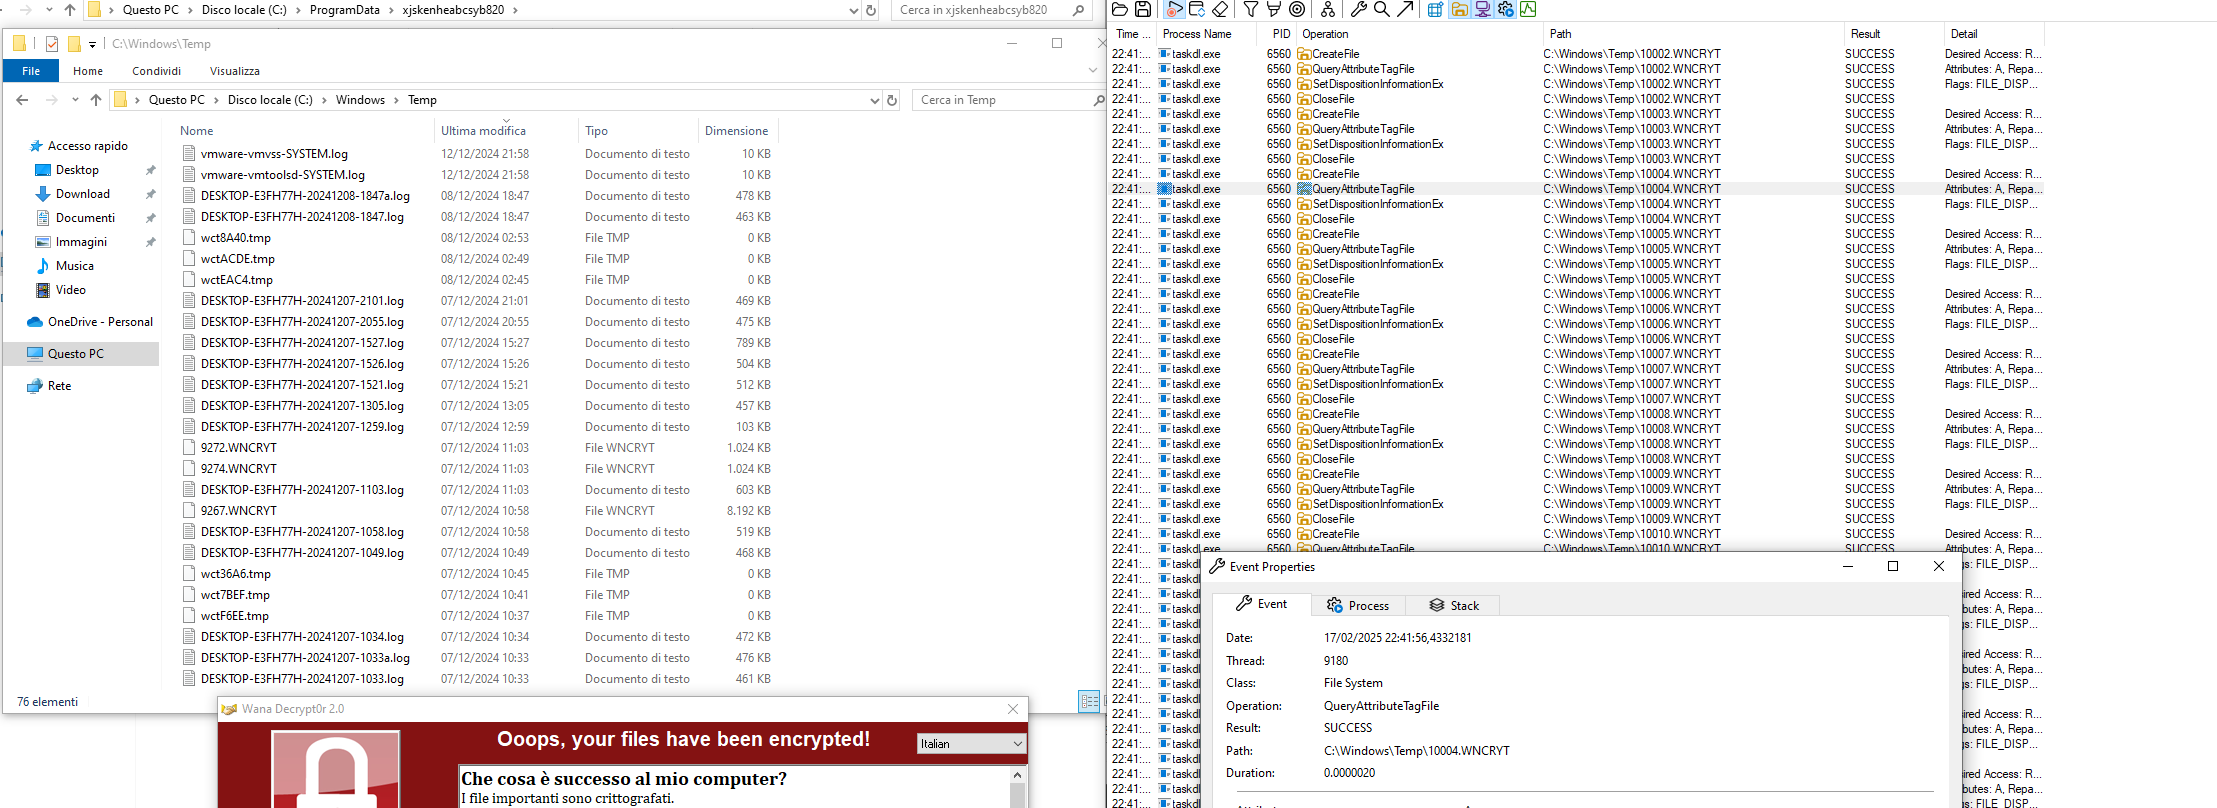 Questo PC > Disco locale (C:) > ProgramData > xjskenheabcsyb820 >
Cerca in xjskenheabcsyb820
C:\Windows\Temp
File Home Condividi Visualizza
Questo PC > Disco locale (C:) > Windows > Temp
Cerca in Temp
Accesso rapido
Desktop
Download
Documenti
Immagini
Musica
Video
OneDrive - Personal
Questo PC
Rete
Nome Ultima modifica Tipo Dimensione
vmware-vmvss-SYSTEM.log 12/12/2024 21:58 Documento di testo 10 KB
vmware-vmtoolsd-SYSTEM.log 12/12/2024 21:58 Documento di testo 10 KB
DESKTOP-E3FH77H-20241208-1847a.log 08/12/2024 18:47 Documento di testo 478 KB
DESKTOP-E3FH77H-20241208-1847.log 08/12/2024 18:47 Documento di testo 463 KB
wct8A40.tmp 08/12/2024 02:53 File TMP 0 KB
wctACDE.tmp 08/12/2024 02:49 File TMP 0 KB
wctEAC4.tmp 08/12/2024 02:45 File TMP 0 KB
DESKTOP-E3FH77H-20241207-2101.log 07/12/2024 21:01 Documento di testo 469 KB
DESKTOP-E3FH77H-20241207-2055.log 07/12/2024 20:55 Documento di testo 475 KB
DESKTOP-E3FH77H-20241207-1527.log 07/12/2024 15:27 Documento di testo 789 KB
DESKTOP-E3FH77H-20241207-1526.log 07/12/2024 15:26 Documento di testo 504 KB
DESKTOP-E3FH77H-20241207-1521.log 07/12/2024 15:21 Documento di testo 512 KB
DESKTOP-E3FH77H-20241207-1305.log 07/12/2024 13:05 Documento di testo 457 KB
DESKTOP-E3FH77H-20241207-1259.log 07/12/2024 12:59 Documento di testo 103 KB
9272.WNCRYT 07/12/2024 11:03 File WNCRYT 1.024 KB
9274.WNCRYT 07/12/2024 11:03 File WNCRYT 1.024 KB
DESKTOP-E3FH77H-20241207-1103.log 07/12/2024 11:03 Documento di testo 603 KB
9267.WNCRYT 07/12/2024 10:58 File WNCRYT 8.192 KB
DESKTOP-E3FH77H-20241207-1058.log 07/12/2024 10:58 Documento di testo 519 KB
DESKTOP-E3FH77H-20241207-1049.log 07/12/2024 10:49 Documento di testo 468 KB
wct36A6.tmp 07/12/2024 10:45 File TMP 0 KB
wct7BEF.tmp 07/12/2024 10:41 File TMP 0 KB
wctF6EE.tmp 07/12/2024 10:37 File TMP 0 KB
DESKTOP-E3FH77H-20241207-1034.log 07/12/2024 10:34 Documento di testo 472 KB
DESKTOP-E3FH77H-20241207-1033a.log 07/12/2024 10:33 Documento di testo 476 KB
DESKTOP-E3FH77H-20241207-1033.log 07/12/2024 10:33 Documento di testo 461 KB
76 elementi
Wana Decrypt0r 2.0
Ooops, your files have been encrypted!
Italian
Che cosa è successo al mio computer?
I file importanti sono crittografati.
Time ... Process Name PID Operation Path Result Detail
22:41:... taskdl.exe 6560 CreateFile C:\Windows\Temp\10002.WNCRYT SUCCESS Desired Access: R...
22:41:... taskdl.exe 6560 QueryAttributeTagFile C:\Windows\Temp\10002.WNCRYT SUCCESS Attributes: A, Repa...
22:41:... taskdl.exe 6560 SetDispositionInformationEx C:\Windows\Temp\10002.WNCRYT SUCCESS Flags: FILE_DISP...
22:41:... taskdl.exe 6560 CloseFile C:\Windows\Temp\10002.WNCRYT SUCCESS
22:41:... taskdl.exe 6560 CreateFile C:\Windows\Temp\10003.WNCRYT SUCCESS Desired Access: R...
22:41:... taskdl.exe 6560 QueryAttributeTagFile C:\Windows\Temp\10003.WNCRYT SUCCESS Attributes: A, Repa...
22:41:... taskdl.exe 6560 SetDispositionInformationEx C:\Windows\Temp\10003.WNCRYT SUCCESS Flags: FILE_DISP...
22:41:... taskdl.exe 6560 CloseFile C:\Windows\Temp\10003.WNCRYT SUCCESS
22:41:... taskdl.exe 6560 CreateFile C:\Windows\Temp\10004.WNCRYT SUCCESS Desired Access: R...
22:41:... taskdl.exe 6560 QueryAttributeTagFile C:\Windows\Temp\10004.WNCRYT SUCCESS Attributes: A, Repa...
22:41:... taskdl.exe 6560 SetDispositionInformationEx C:\Windows\Temp\10004.WNCRYT SUCCESS Flags: FILE_DISP...
22:41:... taskdl.exe 6560 CloseFile C:\Windows\Temp\10004.WNCRYT SUCCESS
22:41:... taskdl.exe 6560 CreateFile C:\Windows\Temp\10005.WNCRYT SUCCESS Desired Access: R...
22:41:... taskdl.exe 6560 QueryAttributeTagFile C:\Windows\Temp\10005.WNCRYT SUCCESS Attributes: A, Repa...
22:41:... taskdl.exe 6560 SetDispositionInformationEx C:\Windows\Temp\10005.WNCRYT SUCCESS Flags: FILE_DISP...
22:41:... taskdl.exe 6560 CloseFile C:\Windows\Temp\10005.WNCRYT SUCCESS
22:41:... taskdl.exe 6560 CreateFile C:\Windows\Temp\10006.WNCRYT SUCCESS Desired Access: R...
22:41:... taskdl.exe 6560 QueryAttributeTagFile C:\Windows\Temp\10006.WNCRYT SUCCESS Attributes: A, Repa...
22:41:... taskdl.exe 6560 SetDispositionInformationEx C:\Windows\Temp\10006.WNCRYT SUCCESS Flags: FILE_DISP...
22:41:... taskdl.exe 6560 CloseFile C:\Windows\Temp\10006.WNCRYT SUCCESS
22:41:... taskdl.exe 6560 CreateFile C:\Windows\Temp\10007.WNCRYT SUCCESS Desired Access: R...
22:41:... taskdl.exe 6560 QueryAttributeTagFile C:\Windows\Temp\10007.WNCRYT SUCCESS Attributes: A, Repa...
22:41:... taskdl.exe 6560 SetDispositionInformationEx C:\Windows\Temp\10007.WNCRYT SUCCESS Flags: FILE_DISP...
22:41:... taskdl.exe 6560 CloseFile C:\Windows\Temp\10007.WNCRYT SUCCESS
22:41:... taskdl.exe 6560 CreateFile C:\Windows\Temp\10008.WNCRYT SUCCESS Desired Access: R...
22:41:... taskdl.exe 6560 QueryAttributeTagFile C:\Windows\Temp\10008.WNCRYT SUCCESS Attributes: A, Repa...
22:41:... taskdl.exe 6560 SetDispositionInformationEx C:\Windows\Temp\10008.WNCRYT SUCCESS Flags: FILE_DISP...
22:41:... taskdl.exe 6560 CloseFile C:\Windows\Temp\10008.WNCRYT SUCCESS
22:41:... taskdl.exe 6560 CreateFile C:\Windows\Temp\10009.WNCRYT SUCCESS Desired Access: R...
22:41:... taskdl.exe 6560 QueryAttributeTagFile C:\Windows\Temp\10009.WNCRYT SUCCESS Attributes: A, Repa...
22:41:... taskdl.exe 6560 SetDispositionInformationEx C:\Windows\Temp\10009.WNCRYT SUCCESS Flags: FILE_DISP...
22:41:... taskdl.exe 6560 CloseFile C:\Windows\Temp\10009.WNCRYT SUCCESS
22:41:... taskdl.exe 6560 CreateFile C:\Windows\Temp\10010.WNCRYT SUCCESS Desired Access: R...
22:41:... taskdl.exe 6560 QueryAttributeTagFile C:\Windows\Temp\10010.WNCRYT SUCCESS Attributes: A, Repa...
Event Properties
Event Process Stack
Date: 17/02/2025 22:41:56,4332181
Thread: 9180
Class: File System
Operation: QueryAttributeTagFile
Result: SUCCESS
Path: C:\Windows\Temp\10004.WNCRYT
Duration: 0.0000020